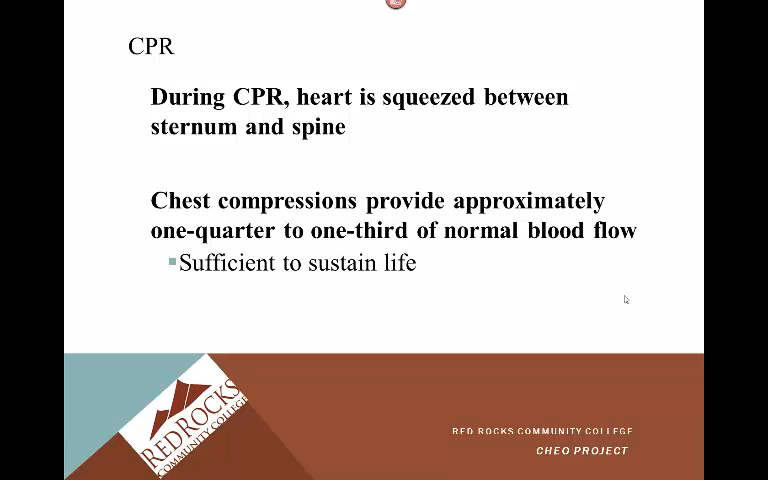 CPR
During CPR, heart is squeezed between
sternum and spine
Chest compressions provide approximately
one-quarter to one-third of normal blood flow
Sufficient to sustain life
RED ROCKS
COMMUNITY COLLEGE
RED ROCKS COMMUNITY COLLEGE
CHEO PROJECT